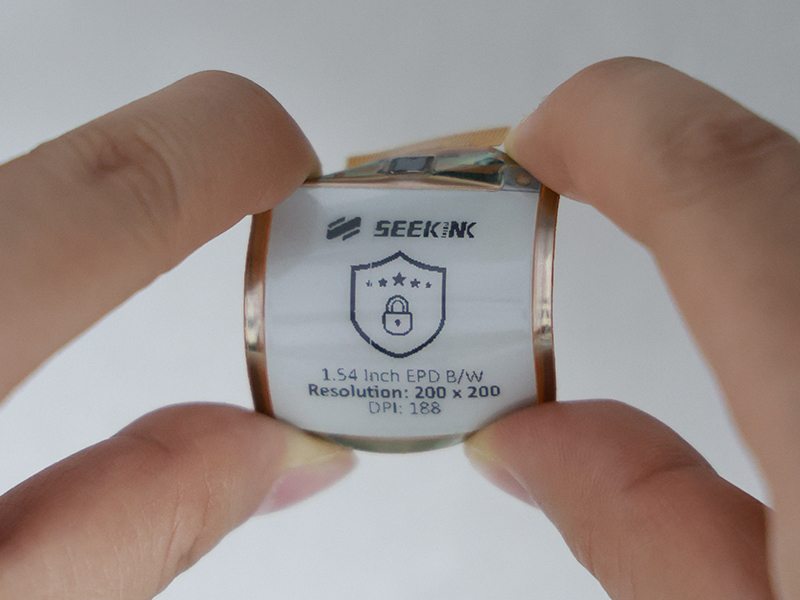 SEEKINK
1.54 Inch EPD B/W
Resolution: 200 x 200
DPI: 188